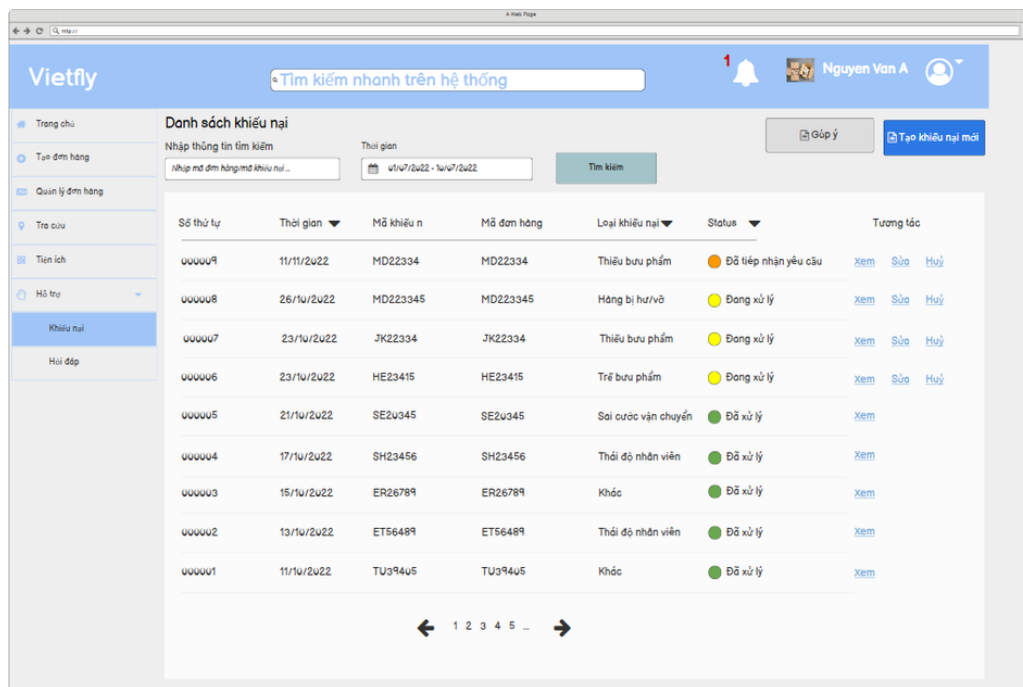 A Web Page
http://
Vietfly
Tìm kiếm nhanh trên hệ thống
1
Nguyen Van A
Trang chủ
Tạo đơn hàng
Quản lý đơn hàng
Tra cứu
Tiện ích
Hỗ trợ
Khiếu nại
Hỏi đáp
Danh sách khiếu nại
Góp ý
Tạo khiếu nại mới
Nhập thông tin tìm kiếm
Thời gian
Nhập mã đơn hàng/mã khiếu nại ...
01/07/2022 - 10/07/2022
Tìm kiếm
Số thứ tự Thời gian Mã khiếu n Mã đơn hàng Loại khiếu nại Status Tương tác
000009 11/11/2022 MD22334 MD22334 Thiếu bưu phẩm Đã tiếp nhận yêu cầu Xem Sửa Huỷ
000008 26/10/2022 MD223345 MD223345 Hàng bị hư/vỡ Đang xử lý Xem Sửa Huỷ
000007 23/10/2022 JK22334 JK22334 Thiếu bưu phẩm Đang xử lý Xem Sửa Huỷ
000006 23/10/2022 HE23415 HE23415 Trễ bưu phẩm Đang xử lý Xem Sửa Huỷ
000005 21/10/2022 SE20345 SE20345 Sai cước vận chuyển Đã xử lý Xem
000004 17/10/2022 SH23456 SH23456 Thái độ nhân viên Đã xử lý Xem
000003 15/10/2022 ER26789 ER26789 Khác Đã xử lý Xem
000002 13/10/2022 ET56489 ET56489 Thái độ nhân viên Đã xử lý Xem
000001 11/10/2022 TU39405 TU39405 Khác Đã xử lý Xem
1 2 3 4 5 ...